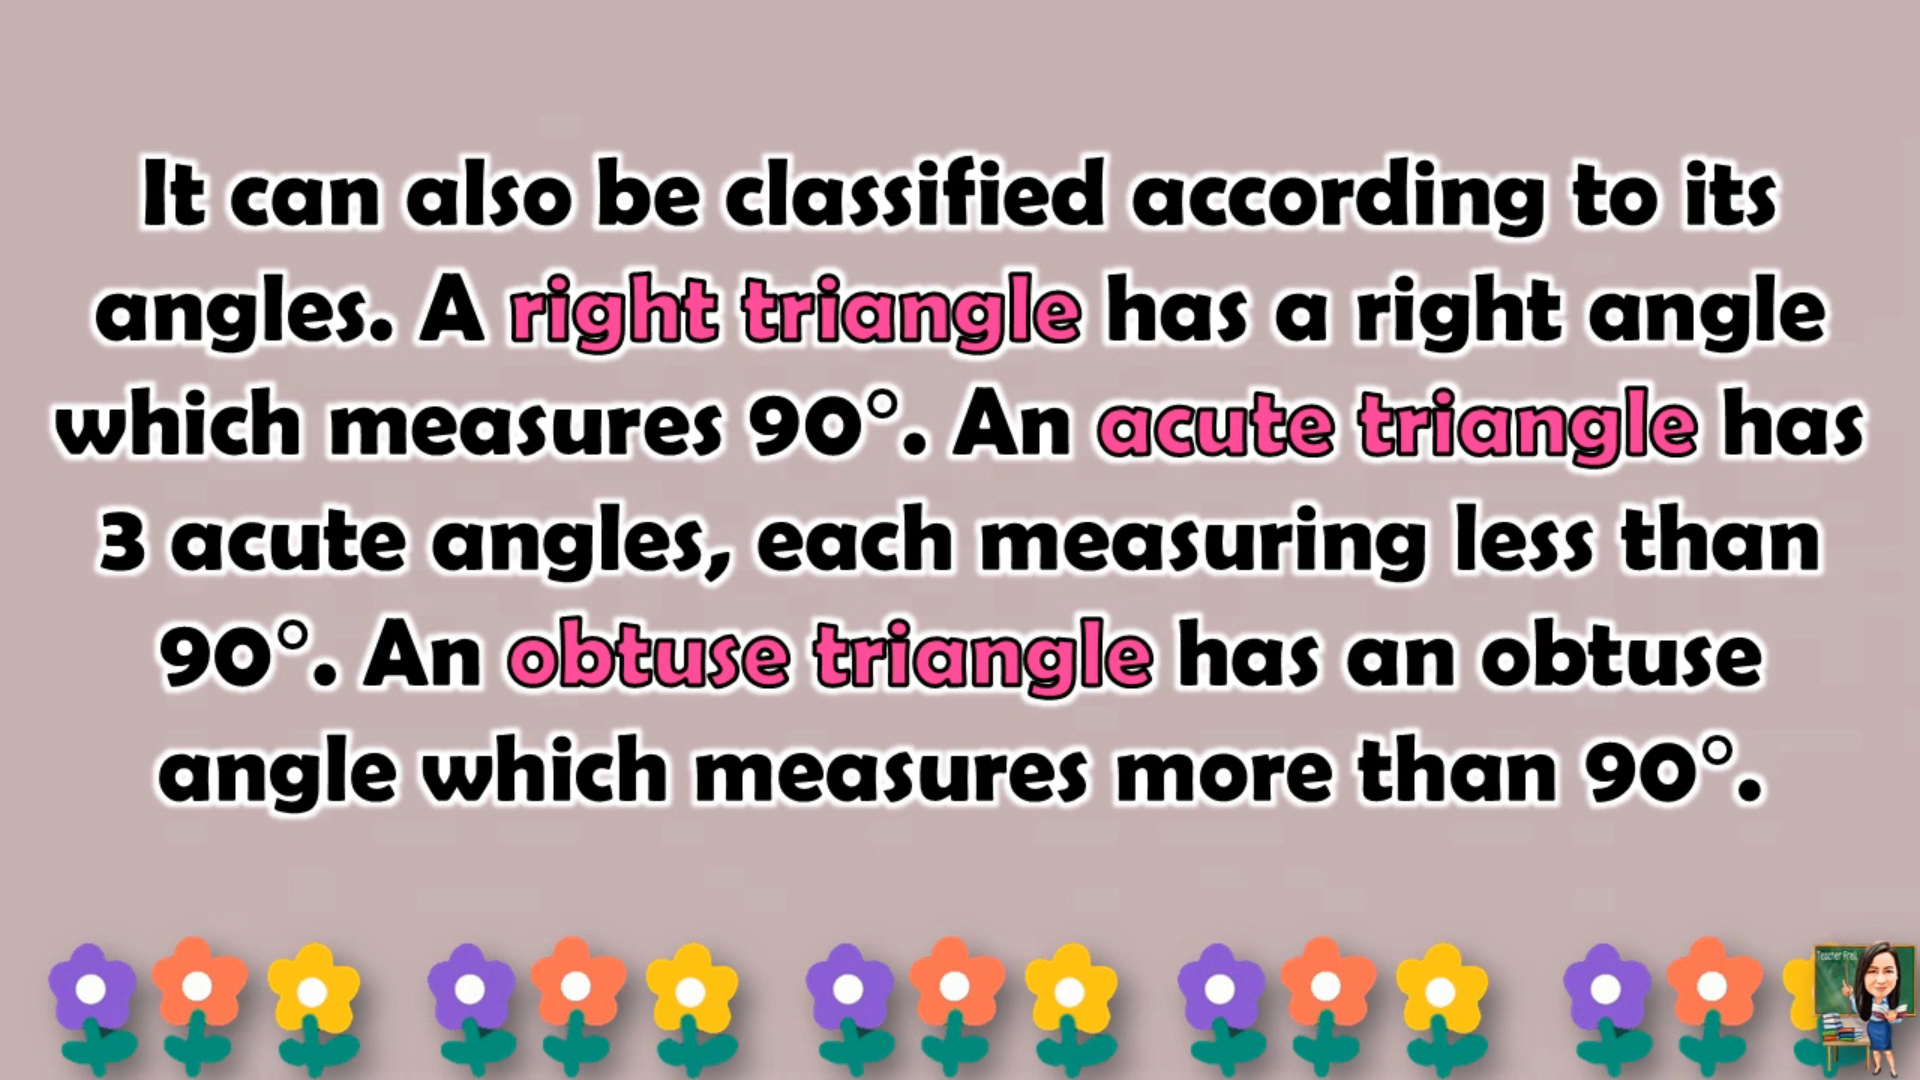 It can also be classified according to its
angles. A right triangle has a right angle
which measures 90°. An acute triangle has
3 acute angles, each measuring less than
90°. An obtuse triangle has an obtuse
angle which measures more than 90°.
Teacher